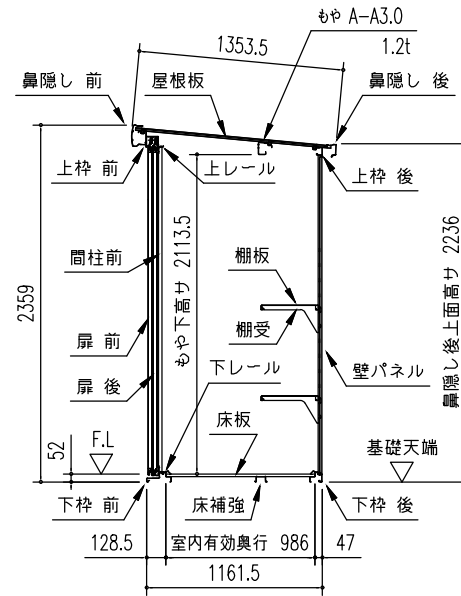 もや A-A3.0
1.2t
1353.5
鼻隠し 前
屋根板
鼻隠し 後
上枠 前
上レール
上枠 後
間柱前
もや下高サ 2113.5
棚板
棚受
2359
鼻隠し後上面高サ 2236
扉 前
扉 後
下レール
壁パネル
52
F.L
床板
基礎天端
下枠 前
床補強
下枠 後
128.5
室内有効奥行 986
47
1161.5